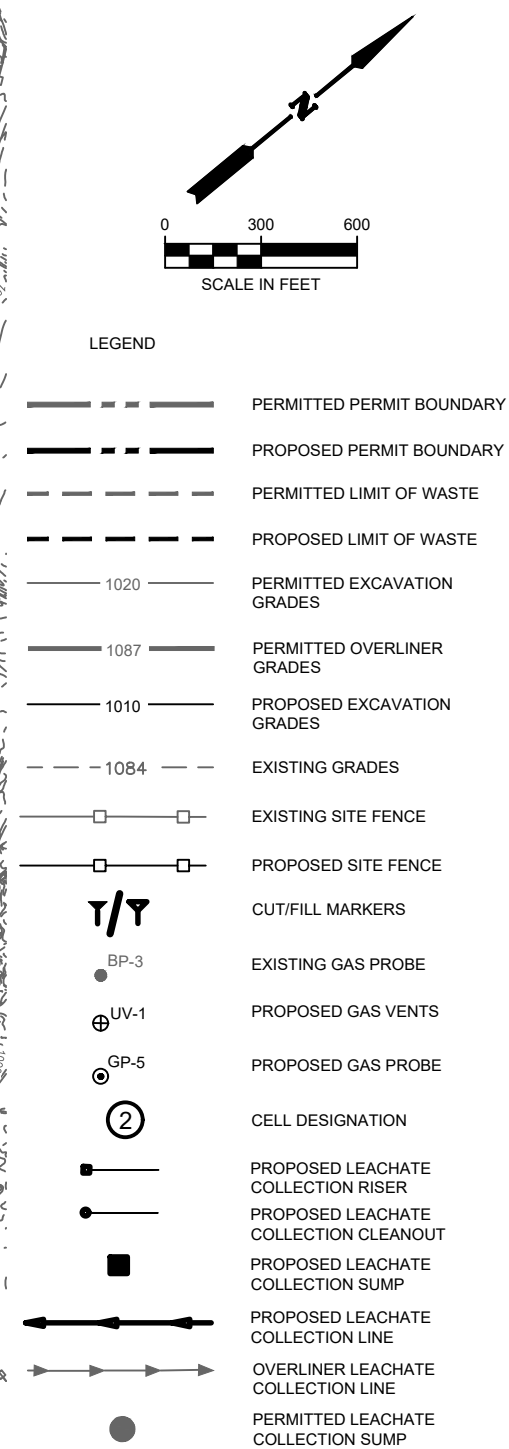 N
0 300 600
SCALE IN FEET
LEGEND
PERMITTED PERMIT BOUNDARY
PROPOSED PERMIT BOUNDARY
PERMITTED LIMIT OF WASTE
PROPOSED LIMIT OF WASTE
1020 PERMITTED EXCAVATION
GRADES
1087 PERMITTED OVERLINER
GRADES
1010 PROPOSED EXCAVATION
GRADES
1084 EXISTING GRADES
EXISTING SITE FENCE
PROPOSED SITE FENCE
CUT/FILL MARKERS
BP-3 EXISTING GAS PROBE
UV-1 PROPOSED GAS VENTS
GP-5 PROPOSED GAS PROBE
2 CELL DESIGNATION
PROPOSED LEACHATE
COLLECTION RISER
PROPOSED LEACHATE
COLLECTION CLEANOUT
PROPOSED LEACHATE
COLLECTION SUMP
PROPOSED LEACHATE
COLLECTION LINE
OVERLINER LEACHATE
COLLECTION LINE
PERMITTED LEACHATE
COLLECTION SUMP